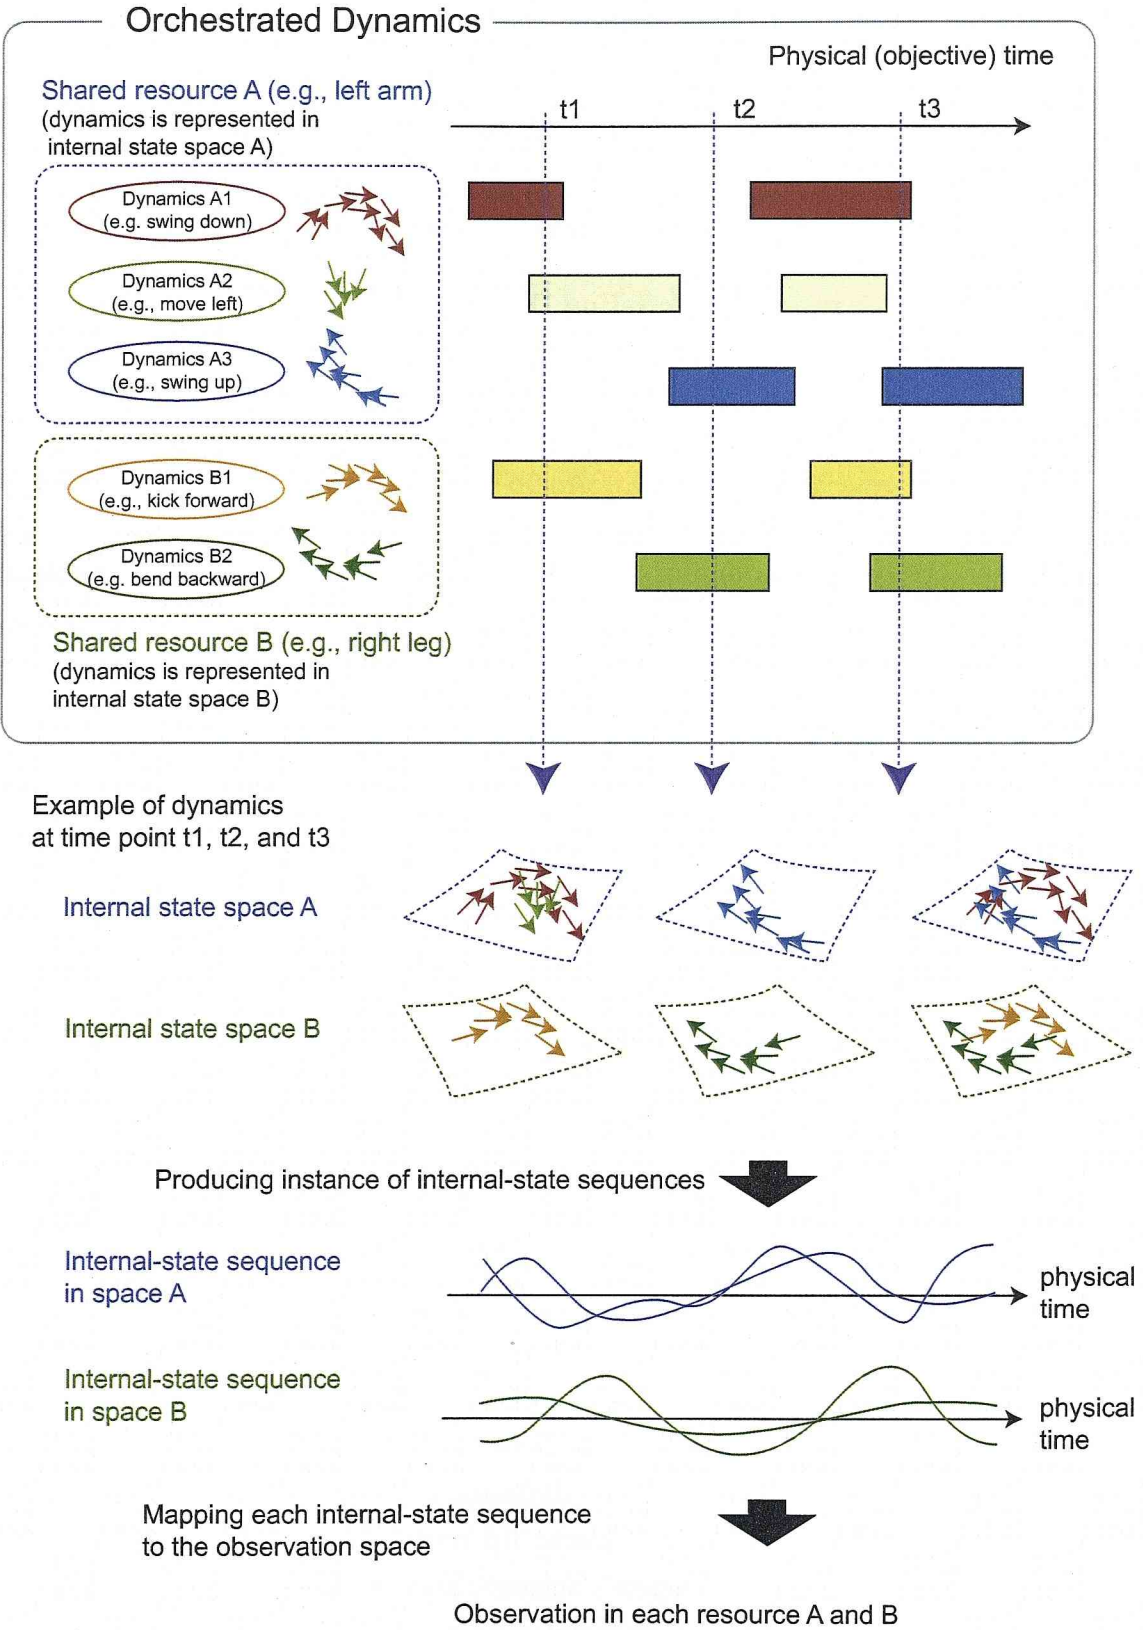 Orchestrated Dynamics
Physical (objective) time
Shared resource A (e.g., left arm)
(dynamics is represented in
internal state space A)
t1
t2
t3
Dynamics A1
(e.g. swing down)
Dynamics A2
(e.g., move left)
Dynamics A3
(e.g., swing up)
Dynamics B1
(e.g., kick forward)
Dynamics B2
(e.g. bend backward)
Shared resource B (e.g., right leg)
(dynamics is represented in
internal state space B)
Example of dynamics
at time point t1, t2, and t3
Internal state space A
Internal state space B
Producing instance of internal-state sequences
Internal-state sequence
in space A
physical
time
Internal-state sequence
in space B
physical
time
Mapping each internal-state sequence
to the observation space
Observation in each resource A and B